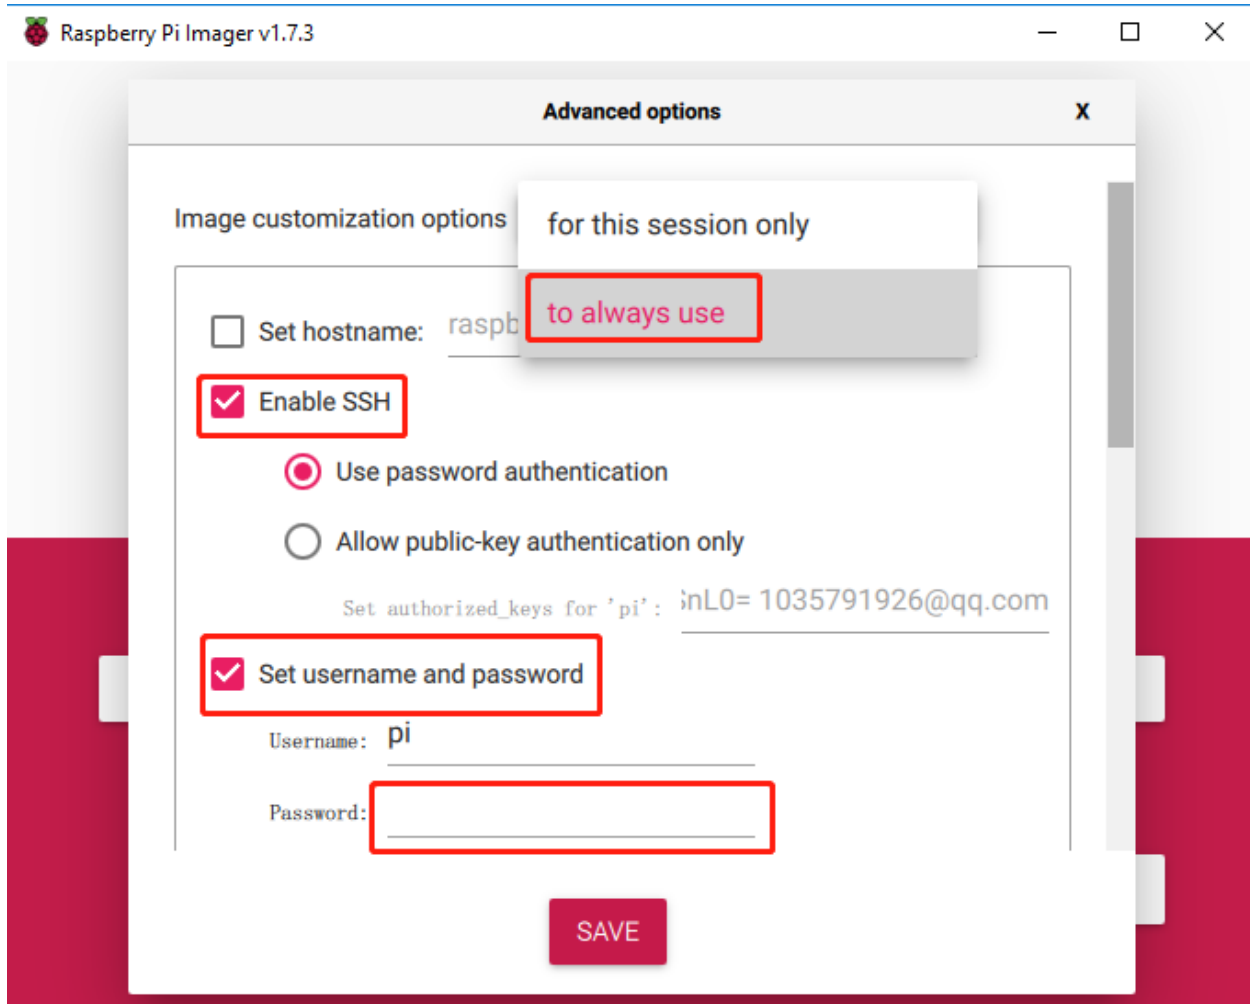 Raspberry Pi Imager v1.7.3
Advanced options X
Image customization options
for this session only
to always use
Set hostname: raspb
Enable SSH
Use password authentication
Allow public-key authentication only
Set authorized_keys for 'pi': nL0= 1035791926@qq.com
Set username and password
Username: pi
Password:
SAVE